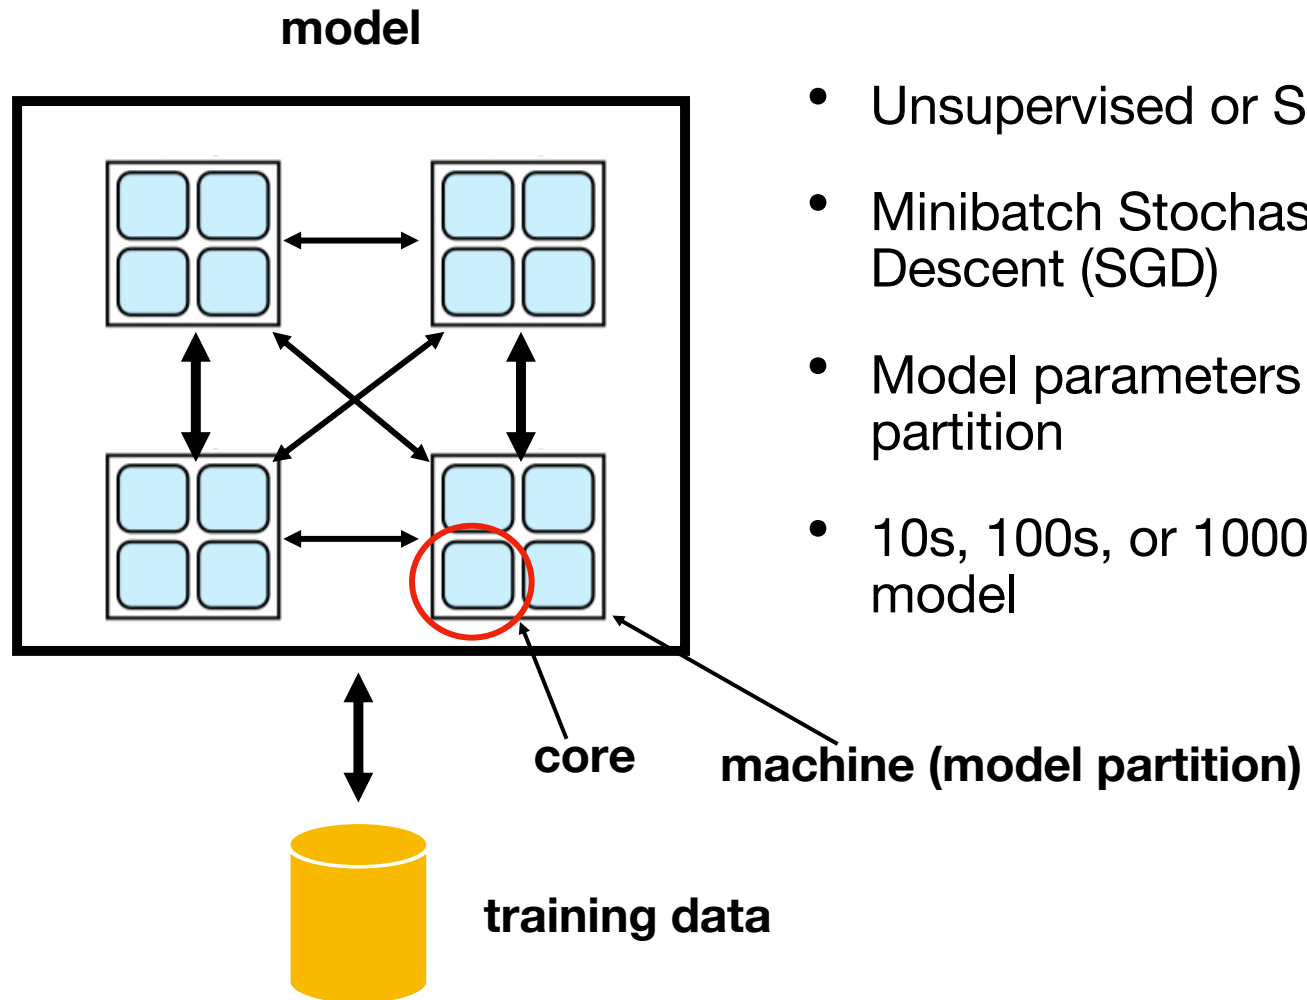 model
• Unsupervised or S
• Minibatch Stochas
Descent (SGD)
• Model parameters
partition
• 10s, 100s, or 1000
model
core
machine (model partition)
training data